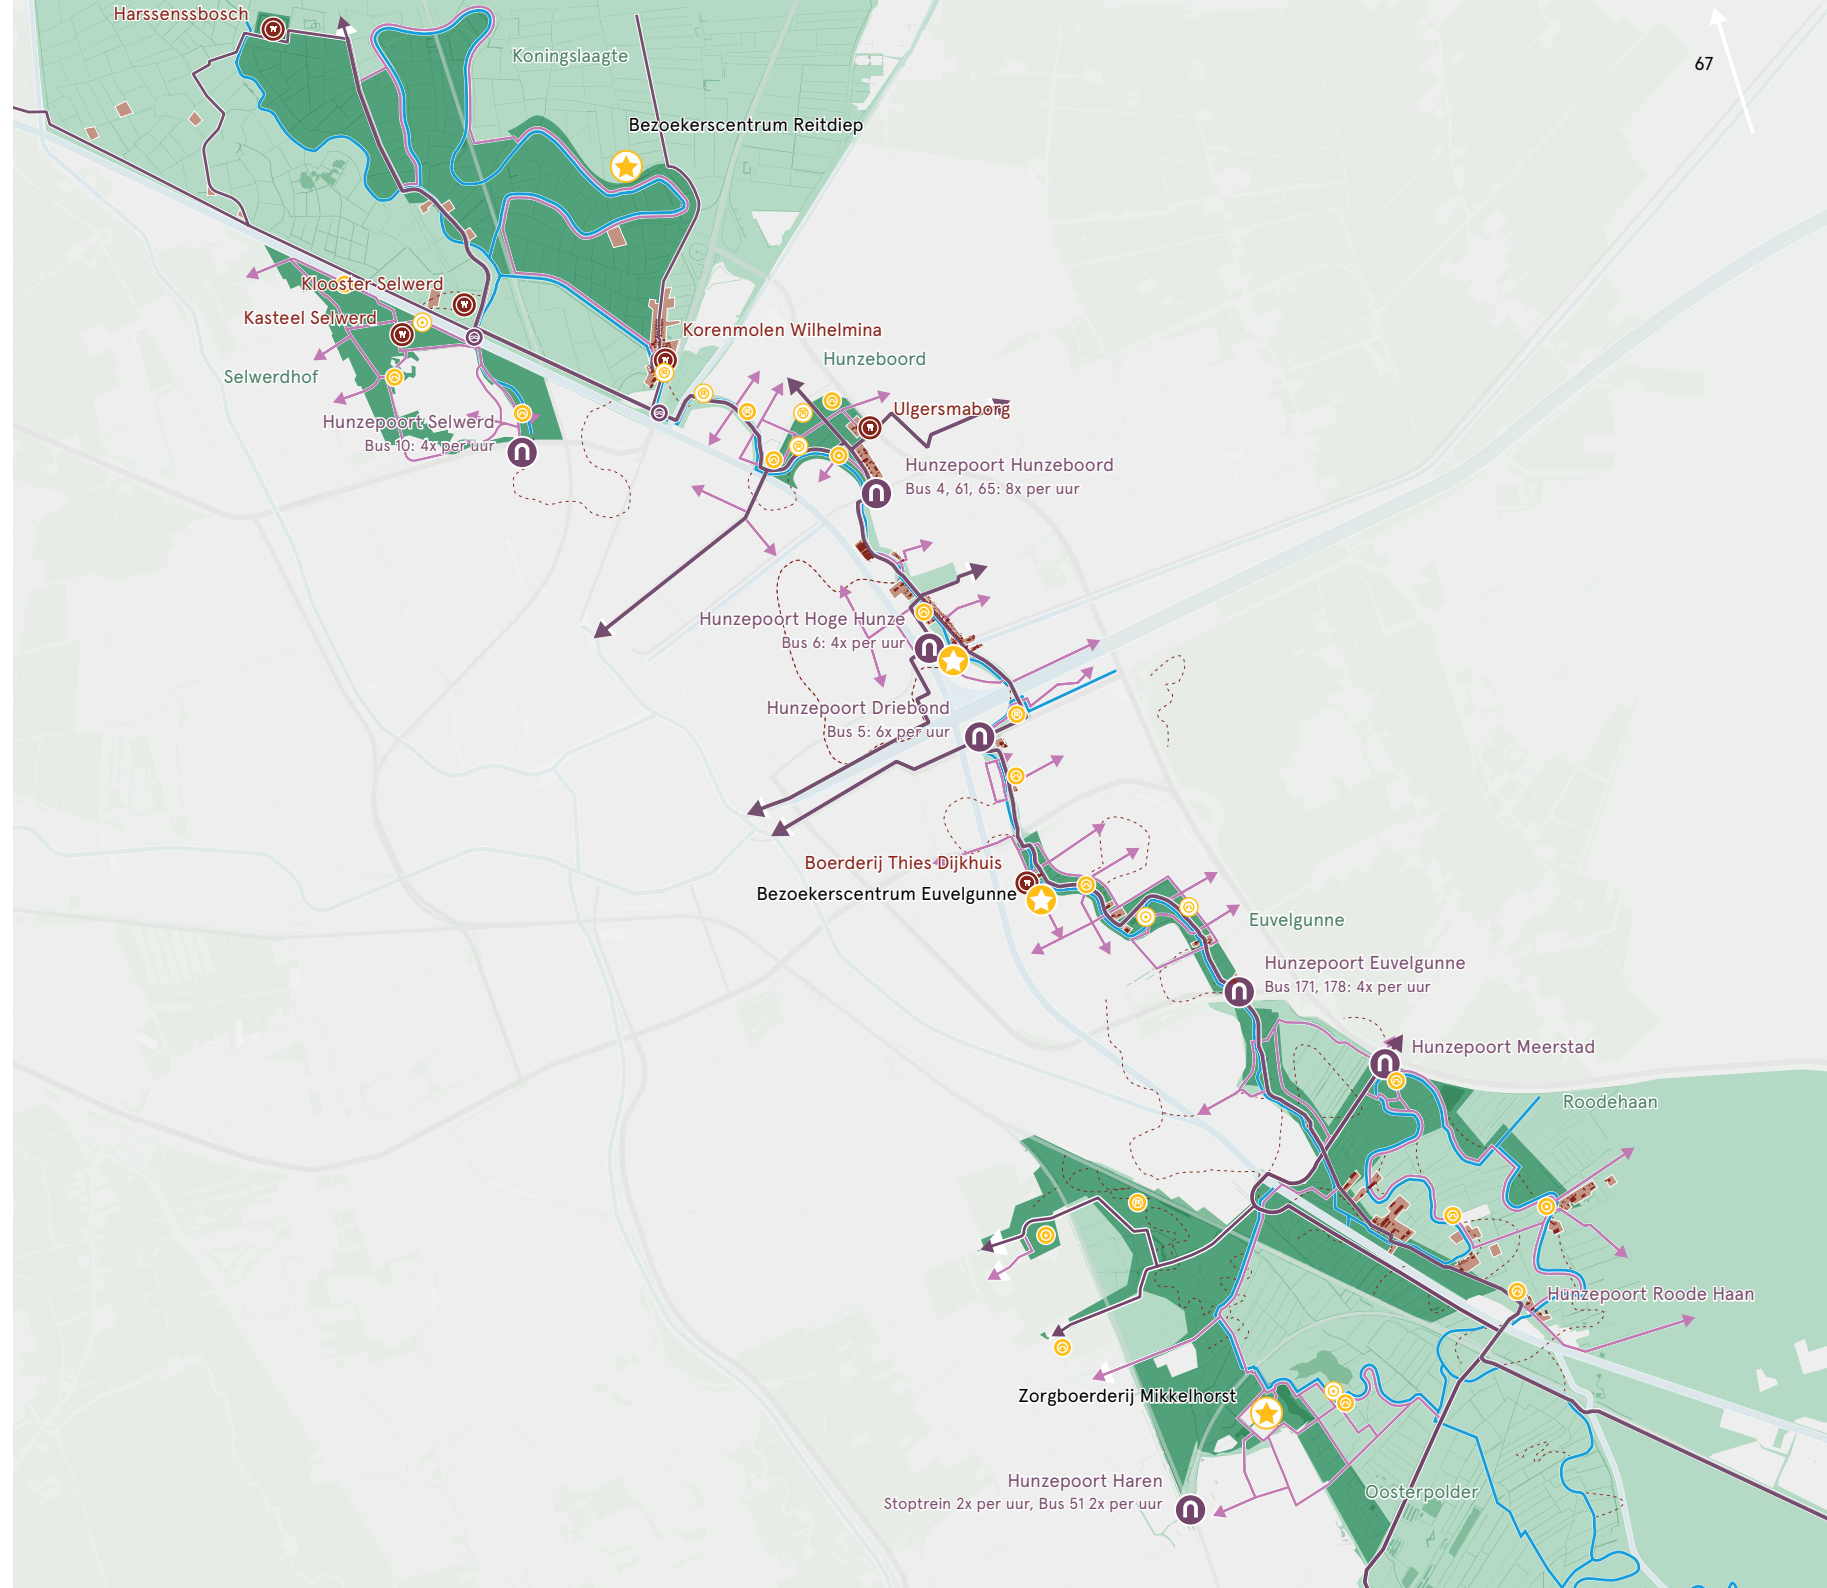 Harssenssbosch
Koningslaagte
67
Bezoekerscentrum Reitdiep
Klooster Selwerd
Kasteel Selwerd
Korenmolen Wilhelmina
Hunzeboord
Selwerdhof
Ulgersmaborg
Hunzepoort Selwerd
Bus 10: 4x per uur
Hunzepoort Hunzeboord
Bus 4, 61, 65: 8x per uur
Hunzepoort Hoge Hunze
Bus 6: 4x per uur
Hunzepoort Driebond
Bus 5: 6x per uur
Boerderij Thies Dijkhuis
Bezoekerscentrum Euvelgunne
Euvelgunne
Hunzepoort Euvelgunne
Bus 171, 178: 4x per uur
Hunzepoort Meerstad
Roodehaan
Hunzepoort Roode Haan
Zorgboerderij Mikkelhorst
Hunzepoort Haren
Stoptrein 2x per uur, Bus 51 2x per uur
Oosterpolder